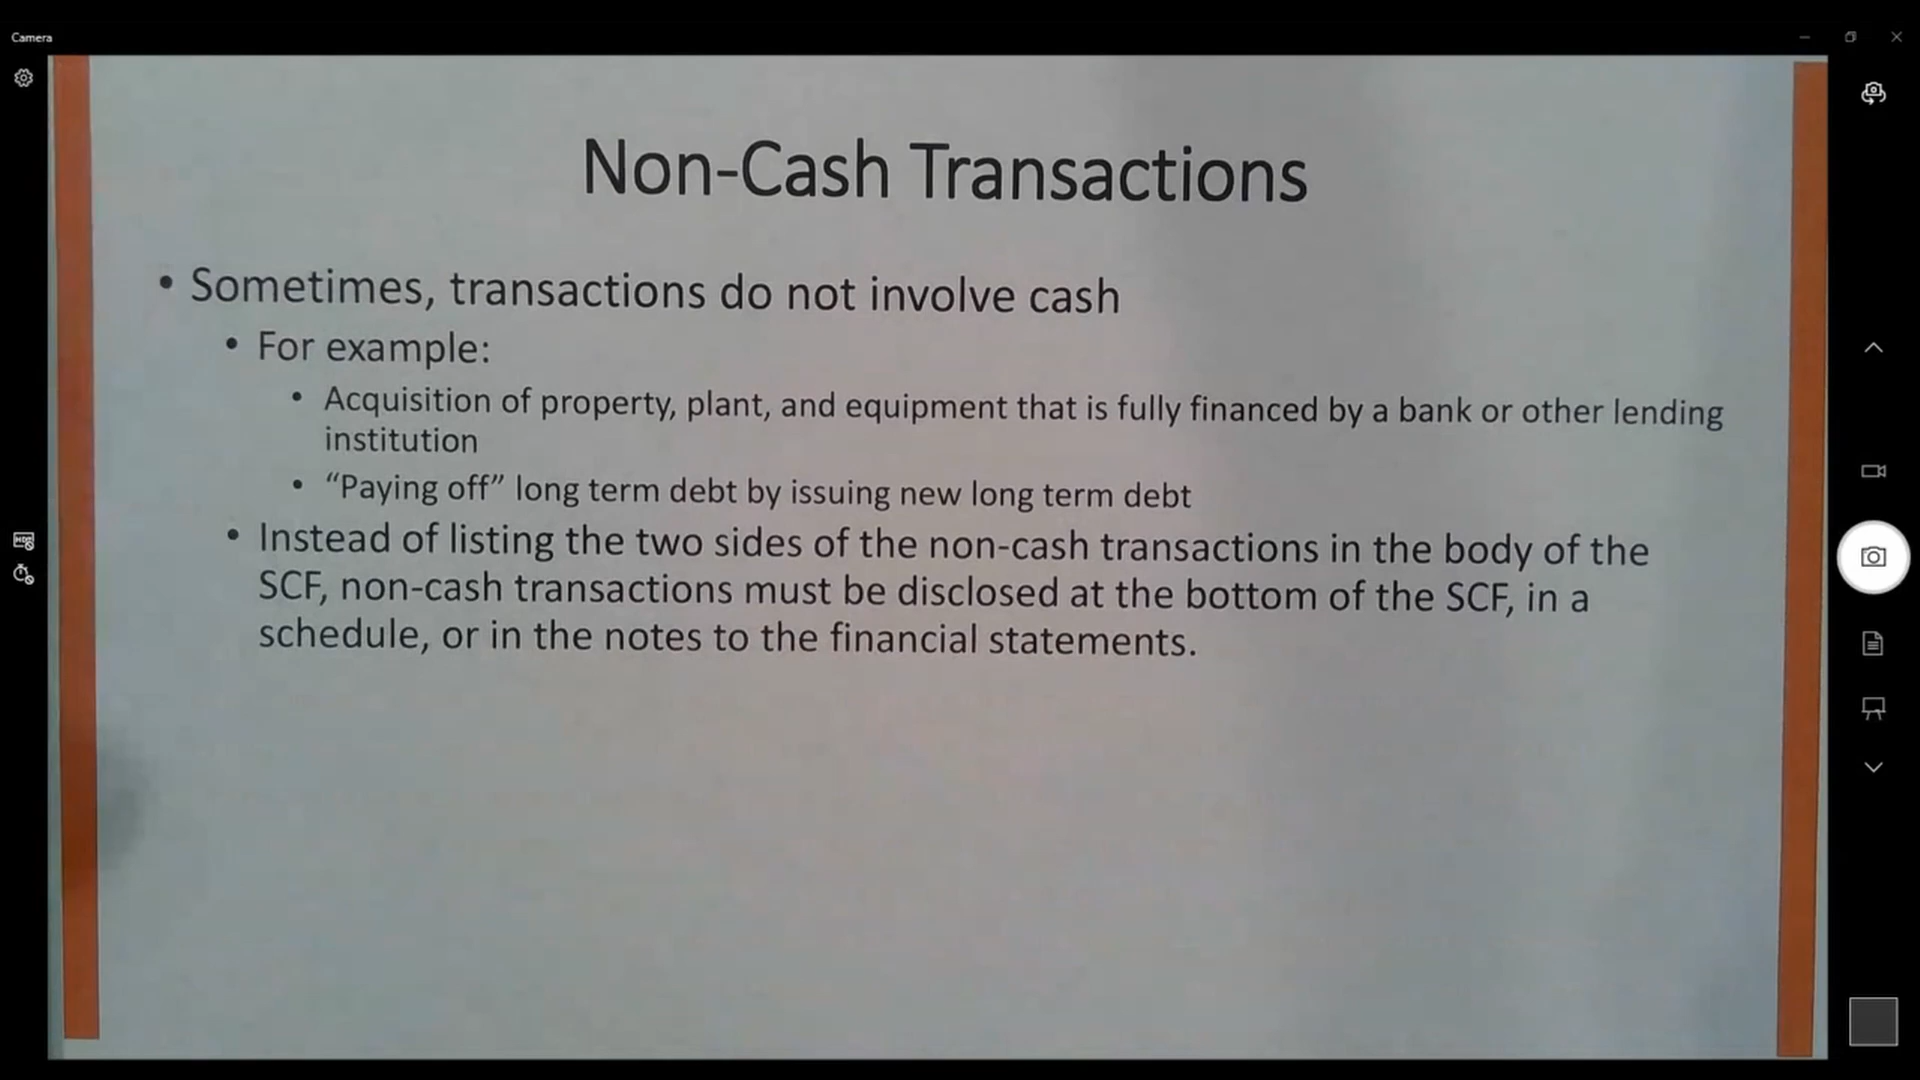 Camera
Non-Cash Transactions
• Sometimes, transactions do not involve cash
• For example:
• Acquisition of property, plant, and equipment that is fully financed by a bank or other lending
institution
• “Paying off” long term debt by issuing new long term debt
• Instead of listing the two sides of the non-cash transactions in the body of the
SCF, non-cash transactions must be disclosed at the bottom of the SCF, in a
schedule, or in the notes to the financial statements.